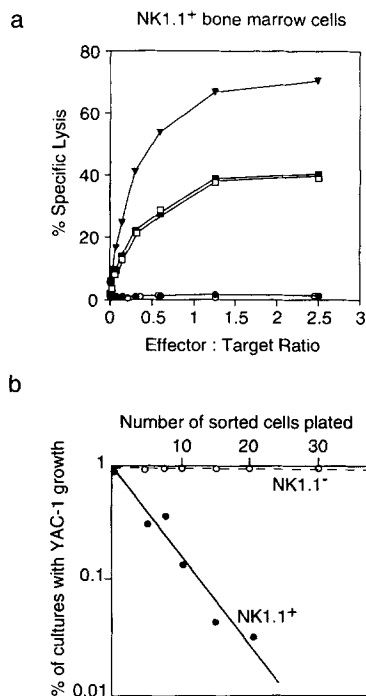 a
NK1.1⁺ bone marrow cells
% Specific Lysis
80
60
40
20
0
0 0.5 1.0 1.5 2.0 2.5
Effector : Target Ratio
b
Number of sorted cells plated
10 20 30
% of cultures with YAC-1 growth
1
0.1
0.01
NK1.1⁻
NK1.1⁺